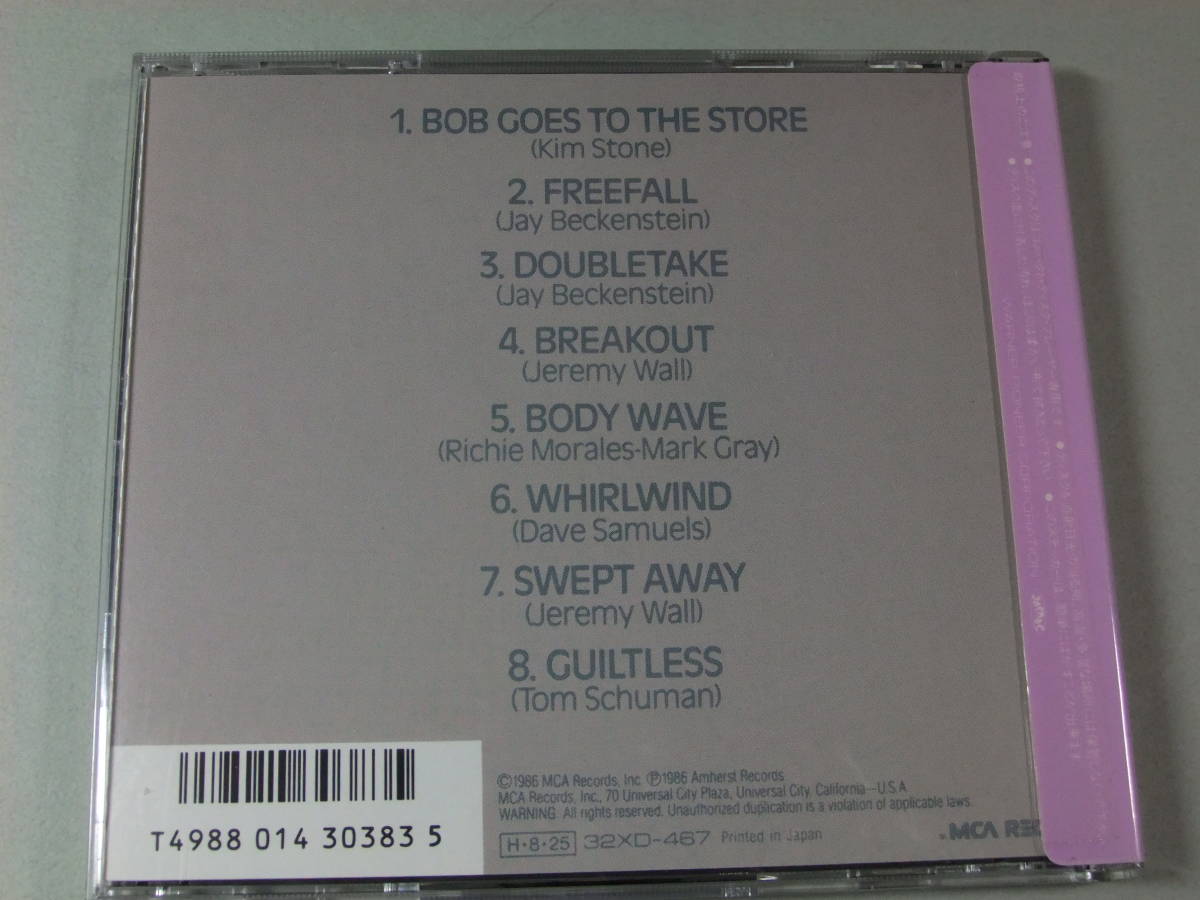 1. BOB GOES TO THE STORE
(Kim Stone)
2. FREEFALL
(Jay Beckenstein)
3. DOUBLETAKE
(Jay Beckenstein)
4. BREAKOUT
(Jeremy Wall)
5. BODY WAVE
(Richie Morales-Mark Gray)
6. WHIRLWIND
(Dave Samuels)
7. SWEPT AWAY
(Jeremy Wall)
8. GUILTLESS
(Tom Schuman)
©1986 MCA Records, Inc. ℗1986 Amherst Records
MCA Records, Inc., 70 Universal City Plaza, Universal City, California—U.S.A.
WARNING: All rights reserved. Unauthorized duplication is a violation of applicable laws.
H・8・25 32XD-467 Printed in Japan
MCA REC
T4988 014 30383 5
WARNER-PIONEER CORPORATION